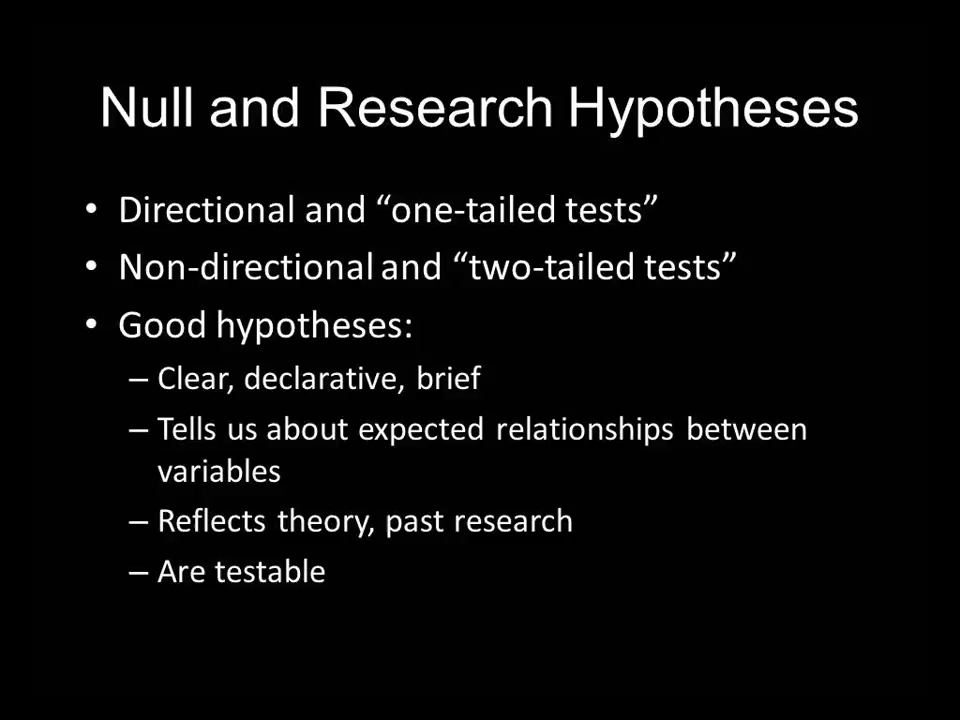 Null and Research Hypotheses
• Directional and “one-tailed tests”
• Non-directional and “two-tailed tests”
• Good hypotheses:
– Clear, declarative, brief
– Tells us about expected relationships between
variables
– Reflects theory, past research
– Are testable